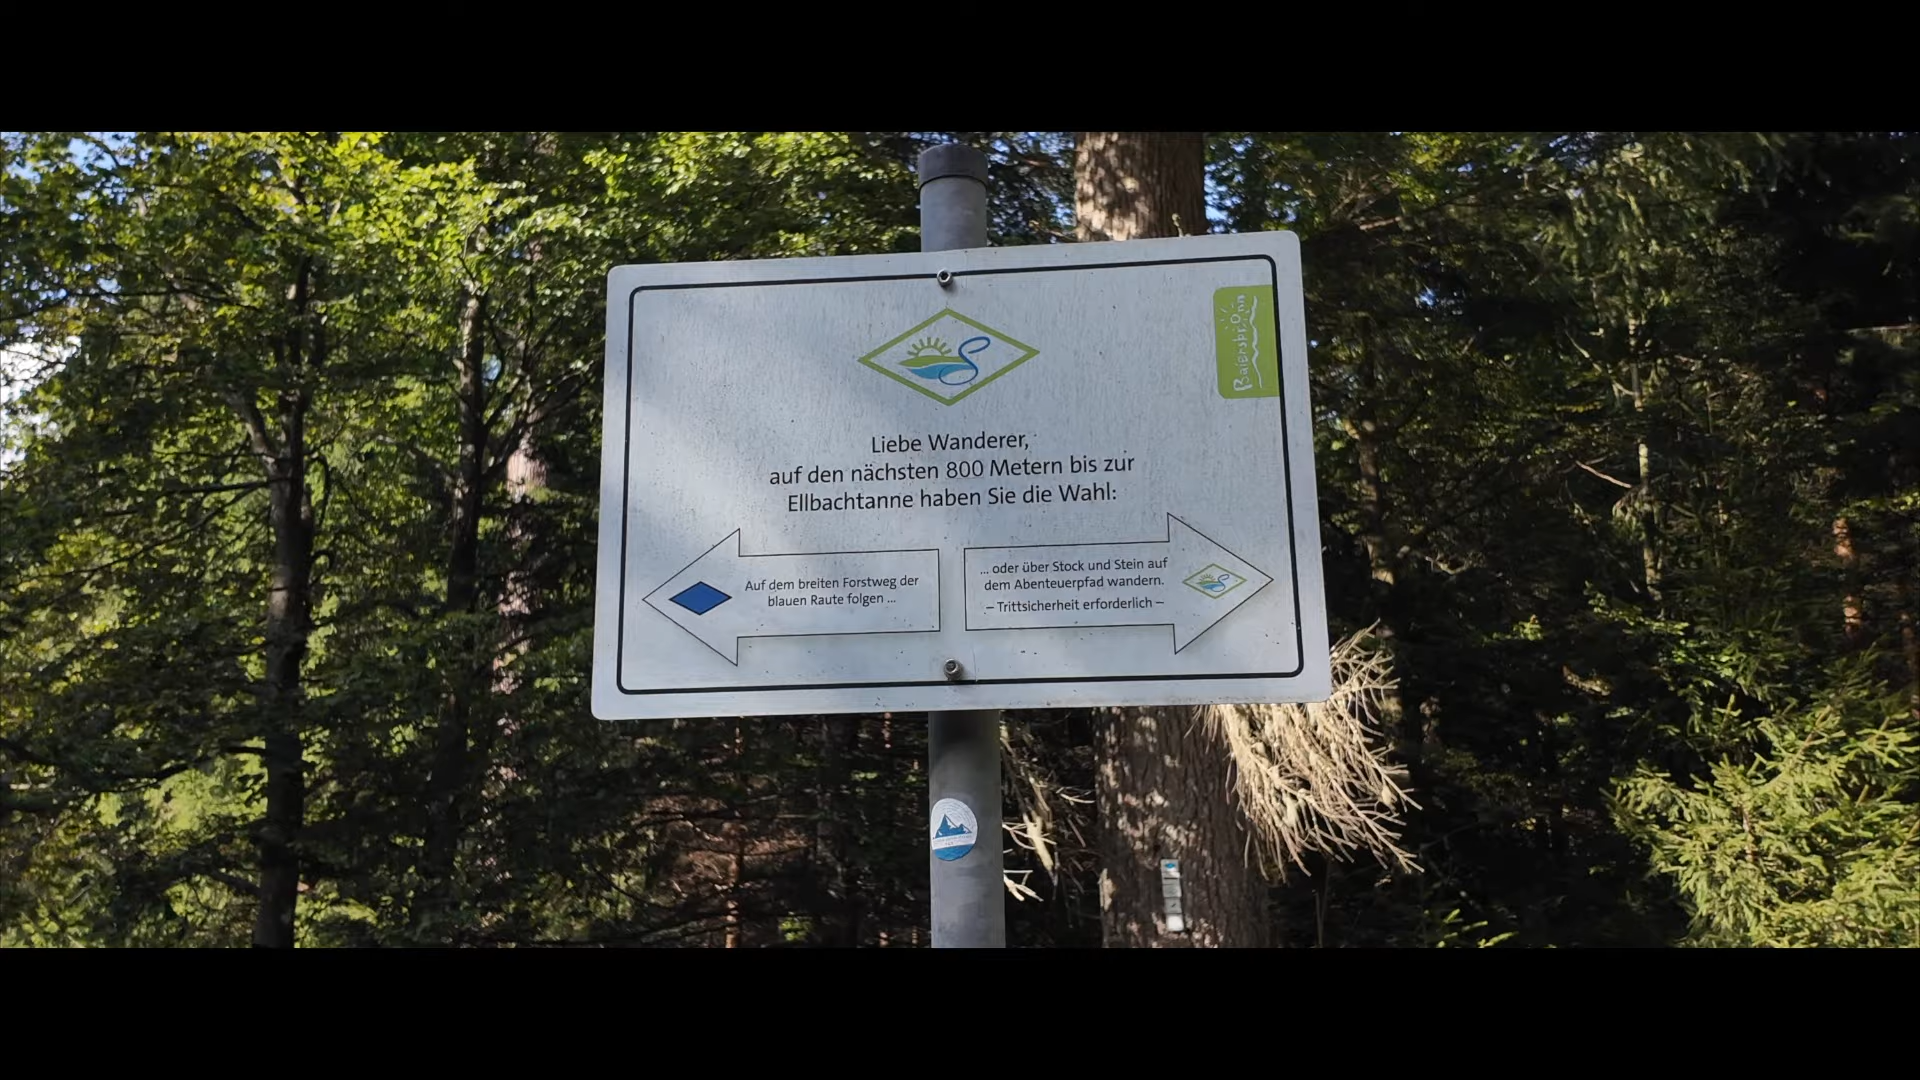 Baiersbronn
Liebe Wanderer,
auf den nächsten 800 Metern bis zur
Ellbachtanne haben Sie die Wahl:
Auf dem breiten Forstweg der
blauen Raute folgen ...
... oder über Stock und Stein auf
dem Abenteuerpfad wandern.
– Trittsicherheit erforderlich –